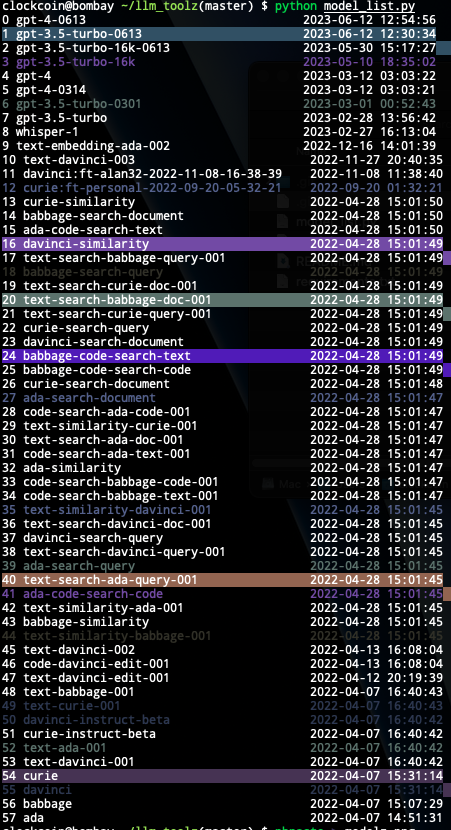 clockcoin@bombay ~/llm_toolz(master) $ python model_list.py
0 gpt-4-0613 2023-06-12 12:54:56
1 gpt-3.5-turbo-0613 2023-06-12 12:30:34
2 gpt-3.5-turbo-16k-0613 2023-05-30 15:17:27
3 gpt-3.5-turbo-16k 2023-05-10 18:35:02
4 gpt-4 2023-03-12 03:03:22
5 gpt-4-0314 2023-03-12 03:03:21
6 gpt-3.5-turbo-0301 2023-03-01 00:52:43
7 gpt-3.5-turbo 2023-02-28 13:56:42
8 whisper-1 2023-02-27 16:13:04
9 text-embedding-ada-002 2022-12-16 14:01:39
10 text-davinci-003 2022-11-27 20:40:35
11 davinci:ft-alan32-2022-11-08-16-38-39 2022-11-08 11:38:40
12 curie:ft-personal-2022-09-20-05-32-21 2022-09-20 01:32:21
13 curie-similarity 2022-04-28 15:01:50
14 babbage-search-document 2022-04-28 15:01:50
15 ada-code-search-text 2022-04-28 15:01:50
16 davinci-similarity 2022-04-28 15:01:49
17 text-search-babbage-query-001 2022-04-28 15:01:49
18 babbage-search-query 2022-04-28 15:01:49
19 text-search-curie-doc-001 2022-04-28 15:01:49
20 text-search-babbage-doc-001 2022-04-28 15:01:49
21 text-search-curie-query-001 2022-04-28 15:01:49
22 curie-search-query 2022-04-28 15:01:49
23 davinci-search-document 2022-04-28 15:01:49
24 babbage-code-search-text 2022-04-28 15:01:49
25 babbage-code-search-code 2022-04-28 15:01:49
26 curie-search-document 2022-04-28 15:01:48
27 ada-search-document 2022-04-28 15:01:47
28 code-search-ada-code-001 2022-04-28 15:01:47
29 text-similarity-curie-001 2022-04-28 15:01:47
30 text-search-ada-doc-001 2022-04-28 15:01:47
31 code-search-ada-text-001 2022-04-28 15:01:47
32 ada-similarity 2022-04-28 15:01:47
33 code-search-babbage-code-001 2022-04-28 15:01:47
34 code-search-babbage-text-001 2022-04-28 15:01:47
35 text-similarity-davinci-001 2022-04-28 15:01:45
36 text-search-davinci-doc-001 2022-04-28 15:01:45
37 davinci-search-query 2022-04-28 15:01:45
38 text-search-davinci-query-001 2022-04-28 15:01:45
39 ada-search-query 2022-04-28 15:01:45
40 text-search-ada-query-001 2022-04-28 15:01:45
41 ada-code-search-code 2022-04-28 15:01:45
42 text-similarity-ada-001 2022-04-28 15:01:45
43 babbage-similarity 2022-04-28 15:01:45
44 text-similarity-babbage-001 2022-04-28 15:01:45
45 text-davinci-002 2022-04-13 16:08:04
46 code-davinci-edit-001 2022-04-13 16:08:04
47 text-davinci-edit-001 2022-04-12 20:19:39
48 text-babbage-001 2022-04-07 16:40:43
49 text-curie-001 2022-04-07 16:40:43
50 davinci-instruct-beta 2022-04-07 16:40:42
51 curie-instruct-beta 2022-04-07 16:40:42
52 text-ada-001 2022-04-07 16:40:42
53 text-davinci-001 2022-04-07 16:40:42
54 curie 2022-04-07 15:31:14
55 davinci 2022-04-07 15:31:14
56 babbage 2022-04-07 15:07:29
57 ada 2022-04-07 14:51:31
clockcoin@bombay ~/llm_toolz(master) $